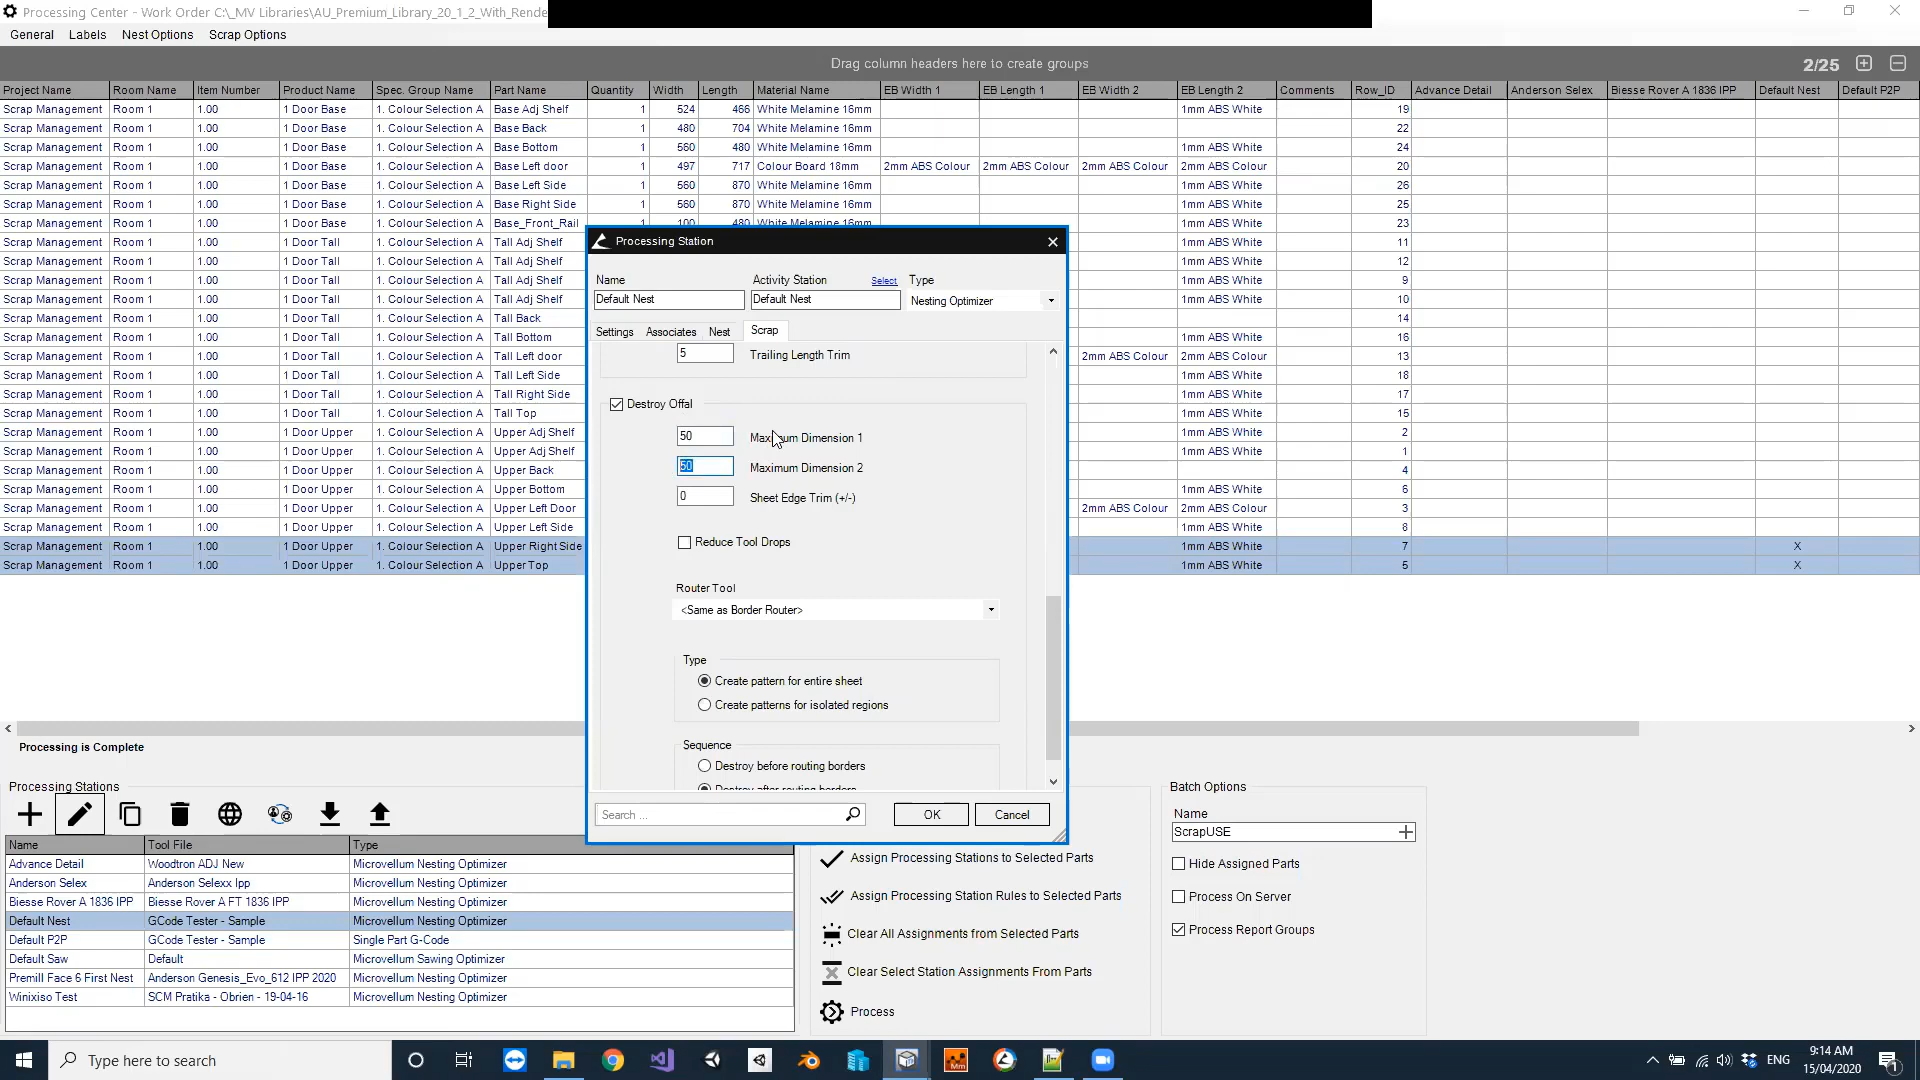 Processing Center - Work Order C:\_MV Libraries\AU_Premium_Library_20_1_2_With_Rende
General Labels Nest Options Scrap Options
Drag column headers here to create groups 2/25
Project Name Room Name Item Number Product Name Spec. Group Name Part Name Quantity Width Length Material Name EB Width 1 EB Length 1 EB Width 2 EB Length 2 Comments Row_ID Advance Detail Anderson Selex Biesse Rover A 1836 IPP Default Nest Default P2P
Scrap Management Room 1 1.00 1 Door Base 1. Colour Selection A Base Adj Shelf 1 524 466 White Melamine 16mm 1mm ABS White 19
Scrap Management Room 1 1.00 1 Door Base 1. Colour Selection A Base Back 1 480 704 White Melamine 16mm 22
Scrap Management Room 1 1.00 1 Door Base 1. Colour Selection A Base Bottom 1 560 480 White Melamine 16mm 1mm ABS White 24
Scrap Management Room 1 1.00 1 Door Base 1. Colour Selection A Base Left door 1 497 717 Colour Board 18mm 2mm ABS Colour 2mm ABS Colour 2mm ABS Colour 2mm ABS Colour 20
Scrap Management Room 1 1.00 1 Door Base 1. Colour Selection A Base Left Side 1 560 870 White Melamine 16mm 1mm ABS White 26
Scrap Management Room 1 1.00 1 Door Base 1. Colour Selection A Base Right Side 1 560 870 White Melamine 16mm 1mm ABS White 25
Scrap Management Room 1 1.00 1 Door Base 1. Colour Selection A Base_Front_Rail 1 100 480 White Melamine 16mm 1mm ABS White 23
Scrap Management Room 1 1.00 1 Door Tall 1. Colour Selection A Tall Adj Shelf 1mm ABS White 11
Scrap Management Room 1 1.00 1 Door Tall 1. Colour Selection A Tall Adj Shelf 1mm ABS White 12
Scrap Management Room 1 1.00 1 Door Tall 1. Colour Selection A Tall Adj Shelf 1mm ABS White 9
Scrap Management Room 1 1.00 1 Door Tall 1. Colour Selection A Tall Adj Shelf 1mm ABS White 10
Scrap Management Room 1 1.00 1 Door Tall 1. Colour Selection A Tall Back 14
Scrap Management Room 1 1.00 1 Door Tall 1. Colour Selection A Tall Bottom 1mm ABS White 16
Scrap Management Room 1 1.00 1 Door Tall 1. Colour Selection A Tall Left door 2mm ABS Colour 2mm ABS Colour 13
Scrap Management Room 1 1.00 1 Door Tall 1. Colour Selection A Tall Left Side 1mm ABS White 18
Scrap Management Room 1 1.00 1 Door Tall 1. Colour Selection A Tall Right Side 1mm ABS White 17
Scrap Management Room 1 1.00 1 Door Tall 1. Colour Selection A Tall Top 1mm ABS White 15
Scrap Management Room 1 1.00 1 Door Upper 1. Colour Selection A Upper Adj Shelf 1mm ABS White 2
Scrap Management Room 1 1.00 1 Door Upper 1. Colour Selection A Upper Adj Shelf 1mm ABS White 1
Scrap Management Room 1 1.00 1 Door Upper 1. Colour Selection A Upper Back 4
Scrap Management Room 1 1.00 1 Door Upper 1. Colour Selection A Upper Bottom 1mm ABS White 6
Scrap Management Room 1 1.00 1 Door Upper 1. Colour Selection A Upper Left Door 2mm ABS Colour 2mm ABS Colour 3
Scrap Management Room 1 1.00 1 Door Upper 1. Colour Selection A Upper Left Side 1mm ABS White 8
Scrap Management Room 1 1.00 1 Door Upper 1. Colour Selection A Upper Right Side 1mm ABS White 7 X
Scrap Management Room 1 1.00 1 Door Upper 1. Colour Selection A Upper Top 1mm ABS White 5 X
Processing Station
Name Activity Station Select Type
Default Nest Default Nest Nesting Optimizer
Settings Associates Nest Scrap
5 Trailing Length Trim
Destroy Offal
50 Maximum Dimension 1
50 Maximum Dimension 2
0 Sheet Edge Trim (+/-)
Reduce Tool Drops
Router Tool
<Same as Border Router>
Type
Create pattern for entire sheet
Create patterns for isolated regions
Sequence
Destroy before routing borders
Destroy after routing borders
Search ... OK Cancel
Processing is Complete
Processing Stations
Name Tool File Type
Advance Detail Woodtron ADJ New Microvellum Nesting Optimizer
Anderson Selex Anderson Selexx Ipp Microvellum Nesting Optimizer
Biesse Rover A 1836 IPP Biesse Rover A FT 1836 IPP Microvellum Nesting Optimizer
Default Nest GCode Tester - Sample Microvellum Nesting Optimizer
Default P2P GCode Tester - Sample Single Part G-Code
Default Saw Default Microvellum Sawing Optimizer
Premill Face 6 First Nest Anderson Genesis_Evo_612 IPP 2020 Microvellum Nesting Optimizer
Winixiso Test SCM Pratika - Obrien - 19-04-16 Microvellum Nesting Optimizer
Assign Processing Stations to Selected Parts
Assign Processing Station Rules to Selected Parts
Clear All Assignments from Selected Parts
Clear Select Station Assignments From Parts
Process
Batch Options
Name
ScrapUSE
Hide Assigned Parts
Process On Server
Process Report Groups
Type here to search
ENG
9:14 AM
15/04/2020
1